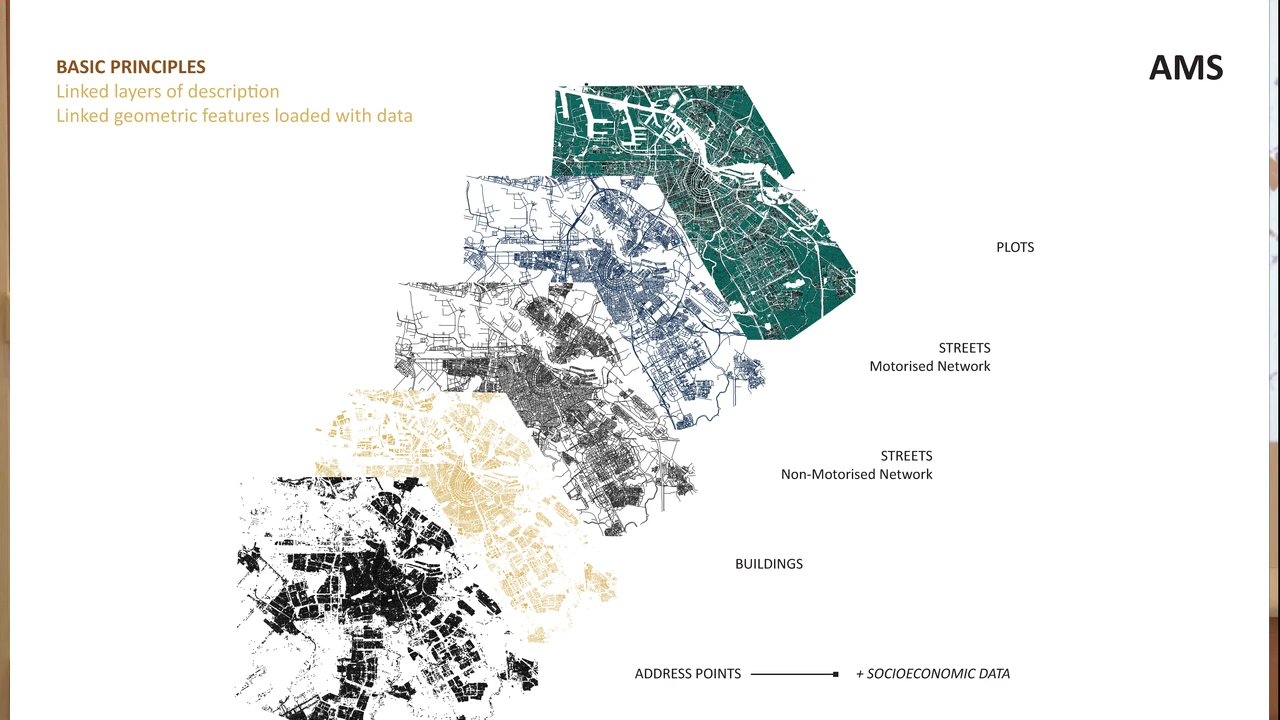 BASIC PRINCIPLES
Linked layers of description
Linked geometric features loaded with data
AMS
PLOTS
STREETS
Motorised Network
STREETS
Non-Motorised Network
BUILDINGS
ADDRESS POINTS
+ SOCIOECONOMIC DATA